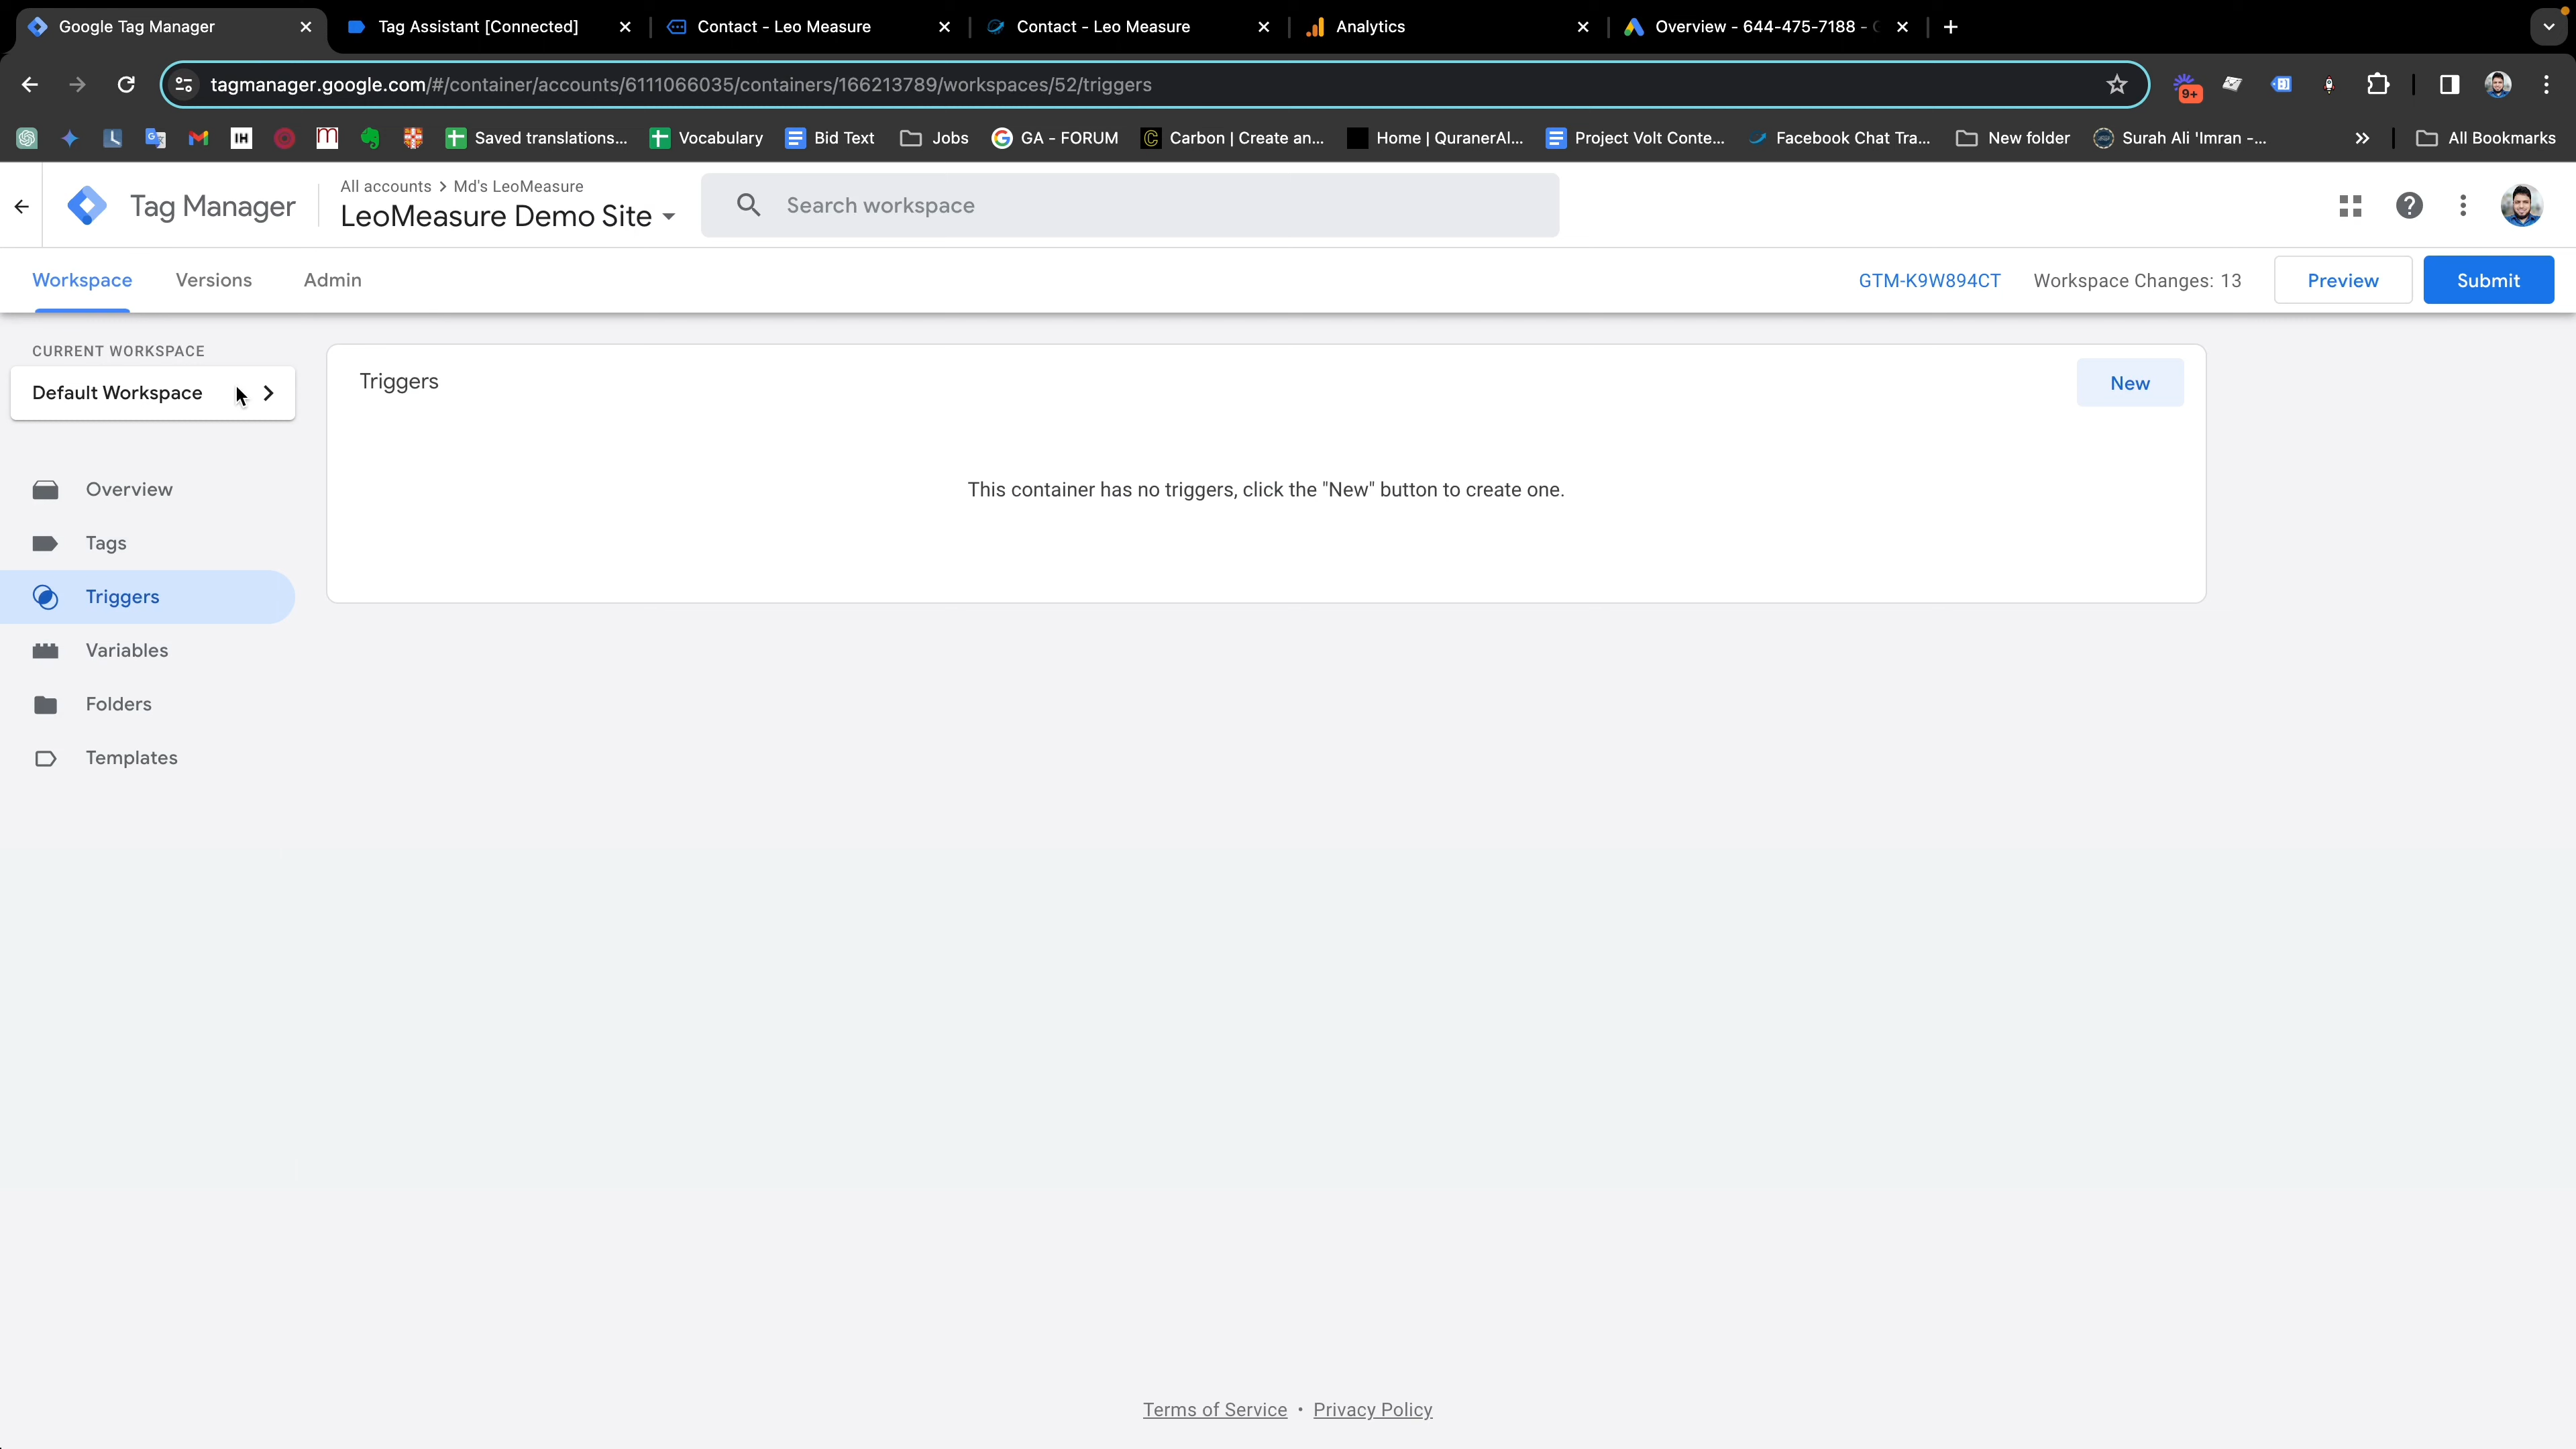 Google Tag Manager
Tag Assistant [Connected]
Contact - Leo Measure
Contact - Leo Measure
Analytics
Overview - 644-475-7188 -
tagmanager.google.com/#/container/accounts/6111066035/containers/166213789/workspaces/52/triggers
9+
IH
Saved translations...
Vocabulary
Bid Text
Jobs
GA - FORUM
Carbon | Create an...
Home | QuranerAl...
Project Volt Conte...
Facebook Chat Tra...
New folder
Surah Ali 'Imran -...
All Bookmarks
Tag Manager
All accounts > Md's LeoMeasure
LeoMeasure Demo Site
Search workspace
Workspace
Versions
Admin
GTM-K9W894CT
Workspace Changes: 13
Preview
Submit
CURRENT WORKSPACE
Default Workspace
Overview
Tags
Triggers
Variables
Folders
Templates
Triggers
New
This container has no triggers, click the "New" button to create one.
Terms of Service · Privacy Policy